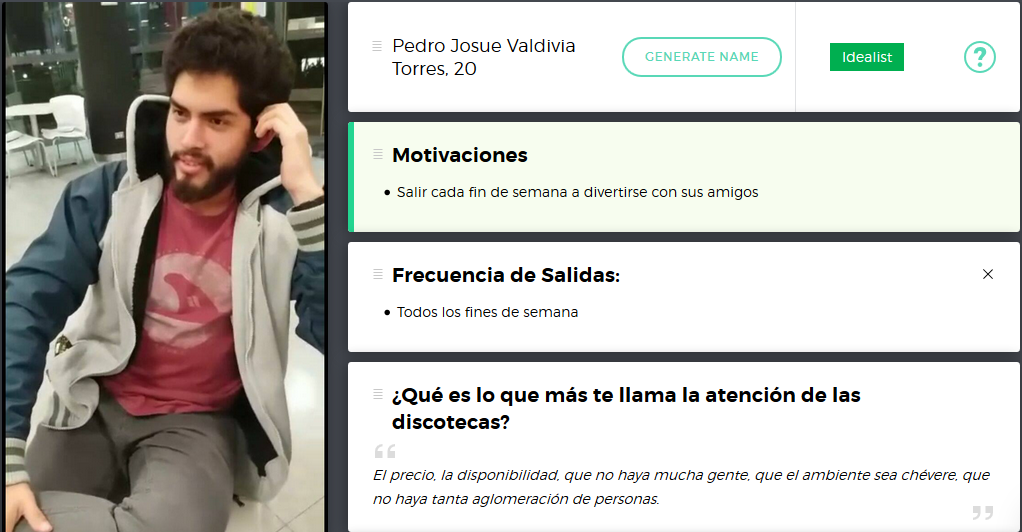 Pedro Josue Valdivia
Torres, 20
GENERATE NAME
Idealist
?
Motivaciones
• Salir cada fin de semana a divertirse con sus amigos
Frecuencia de Salidas:
• Todos los fines de semana
¿Qué es lo que más te llama la atención de las
discotecas?
“
El precio, la disponibilidad, que no haya mucha gente, que el ambiente sea chévere, que
no haya tanta aglomeración de personas.
”